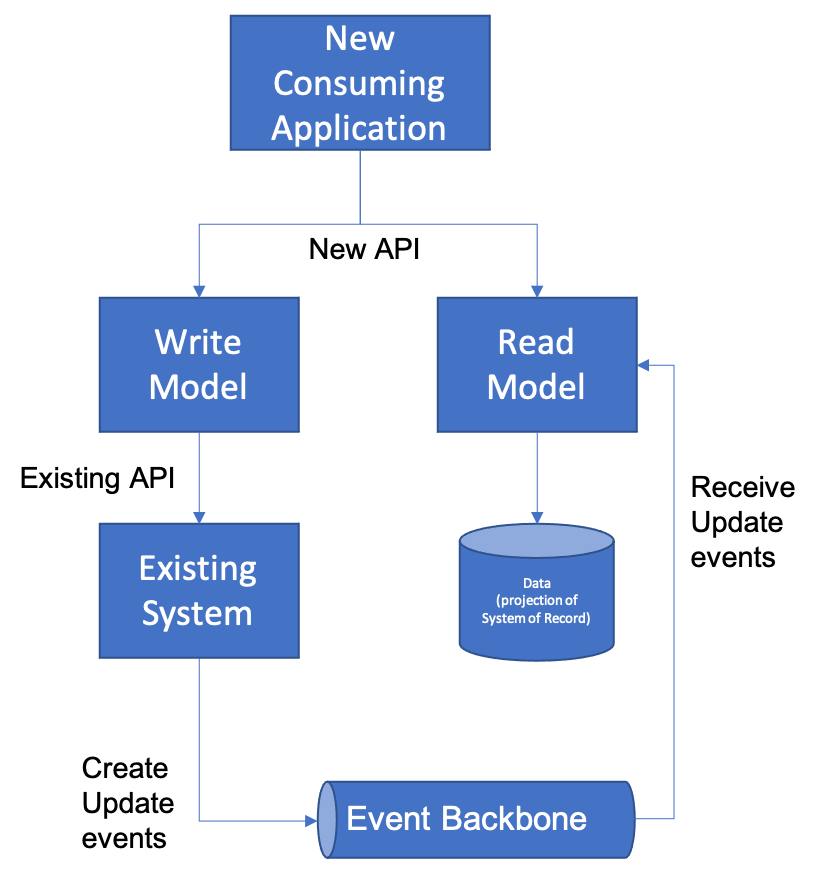 New
Consuming
Application
New API
Write
Model
Read
Model
Existing API
Existing
System
Data
(projection of
System of Record)
Receive
Update
events
Create
Update
events
Event Backbone